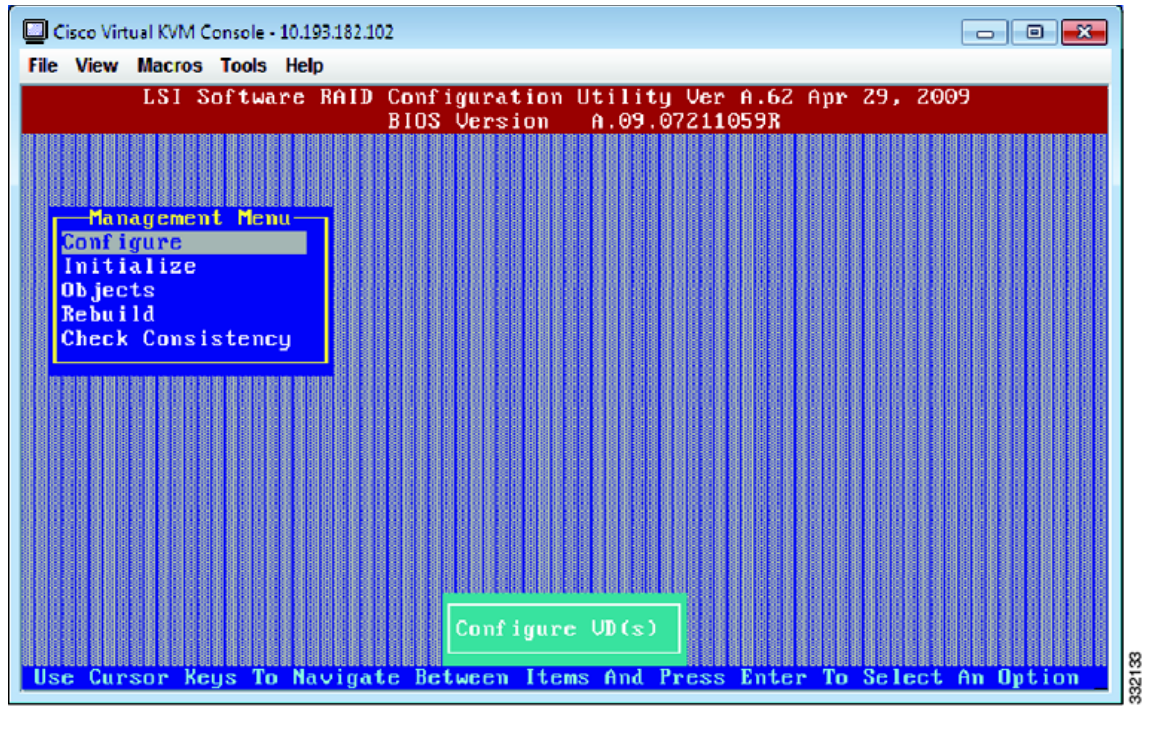 Cisco Virtual KVM Console - 10.193.182.102
File View Macros Tools Help
LSI Software RAID Configuration Utility Ver A.62 Apr 29, 2009
BIOS Version A.09.07211059R
Management Menu
Configure
Initialize
Objects
Rebuild
Check Consistency
Configure VD(s)
Use Cursor Keys To Navigate Between Items And Press Enter To Select An Option
332133